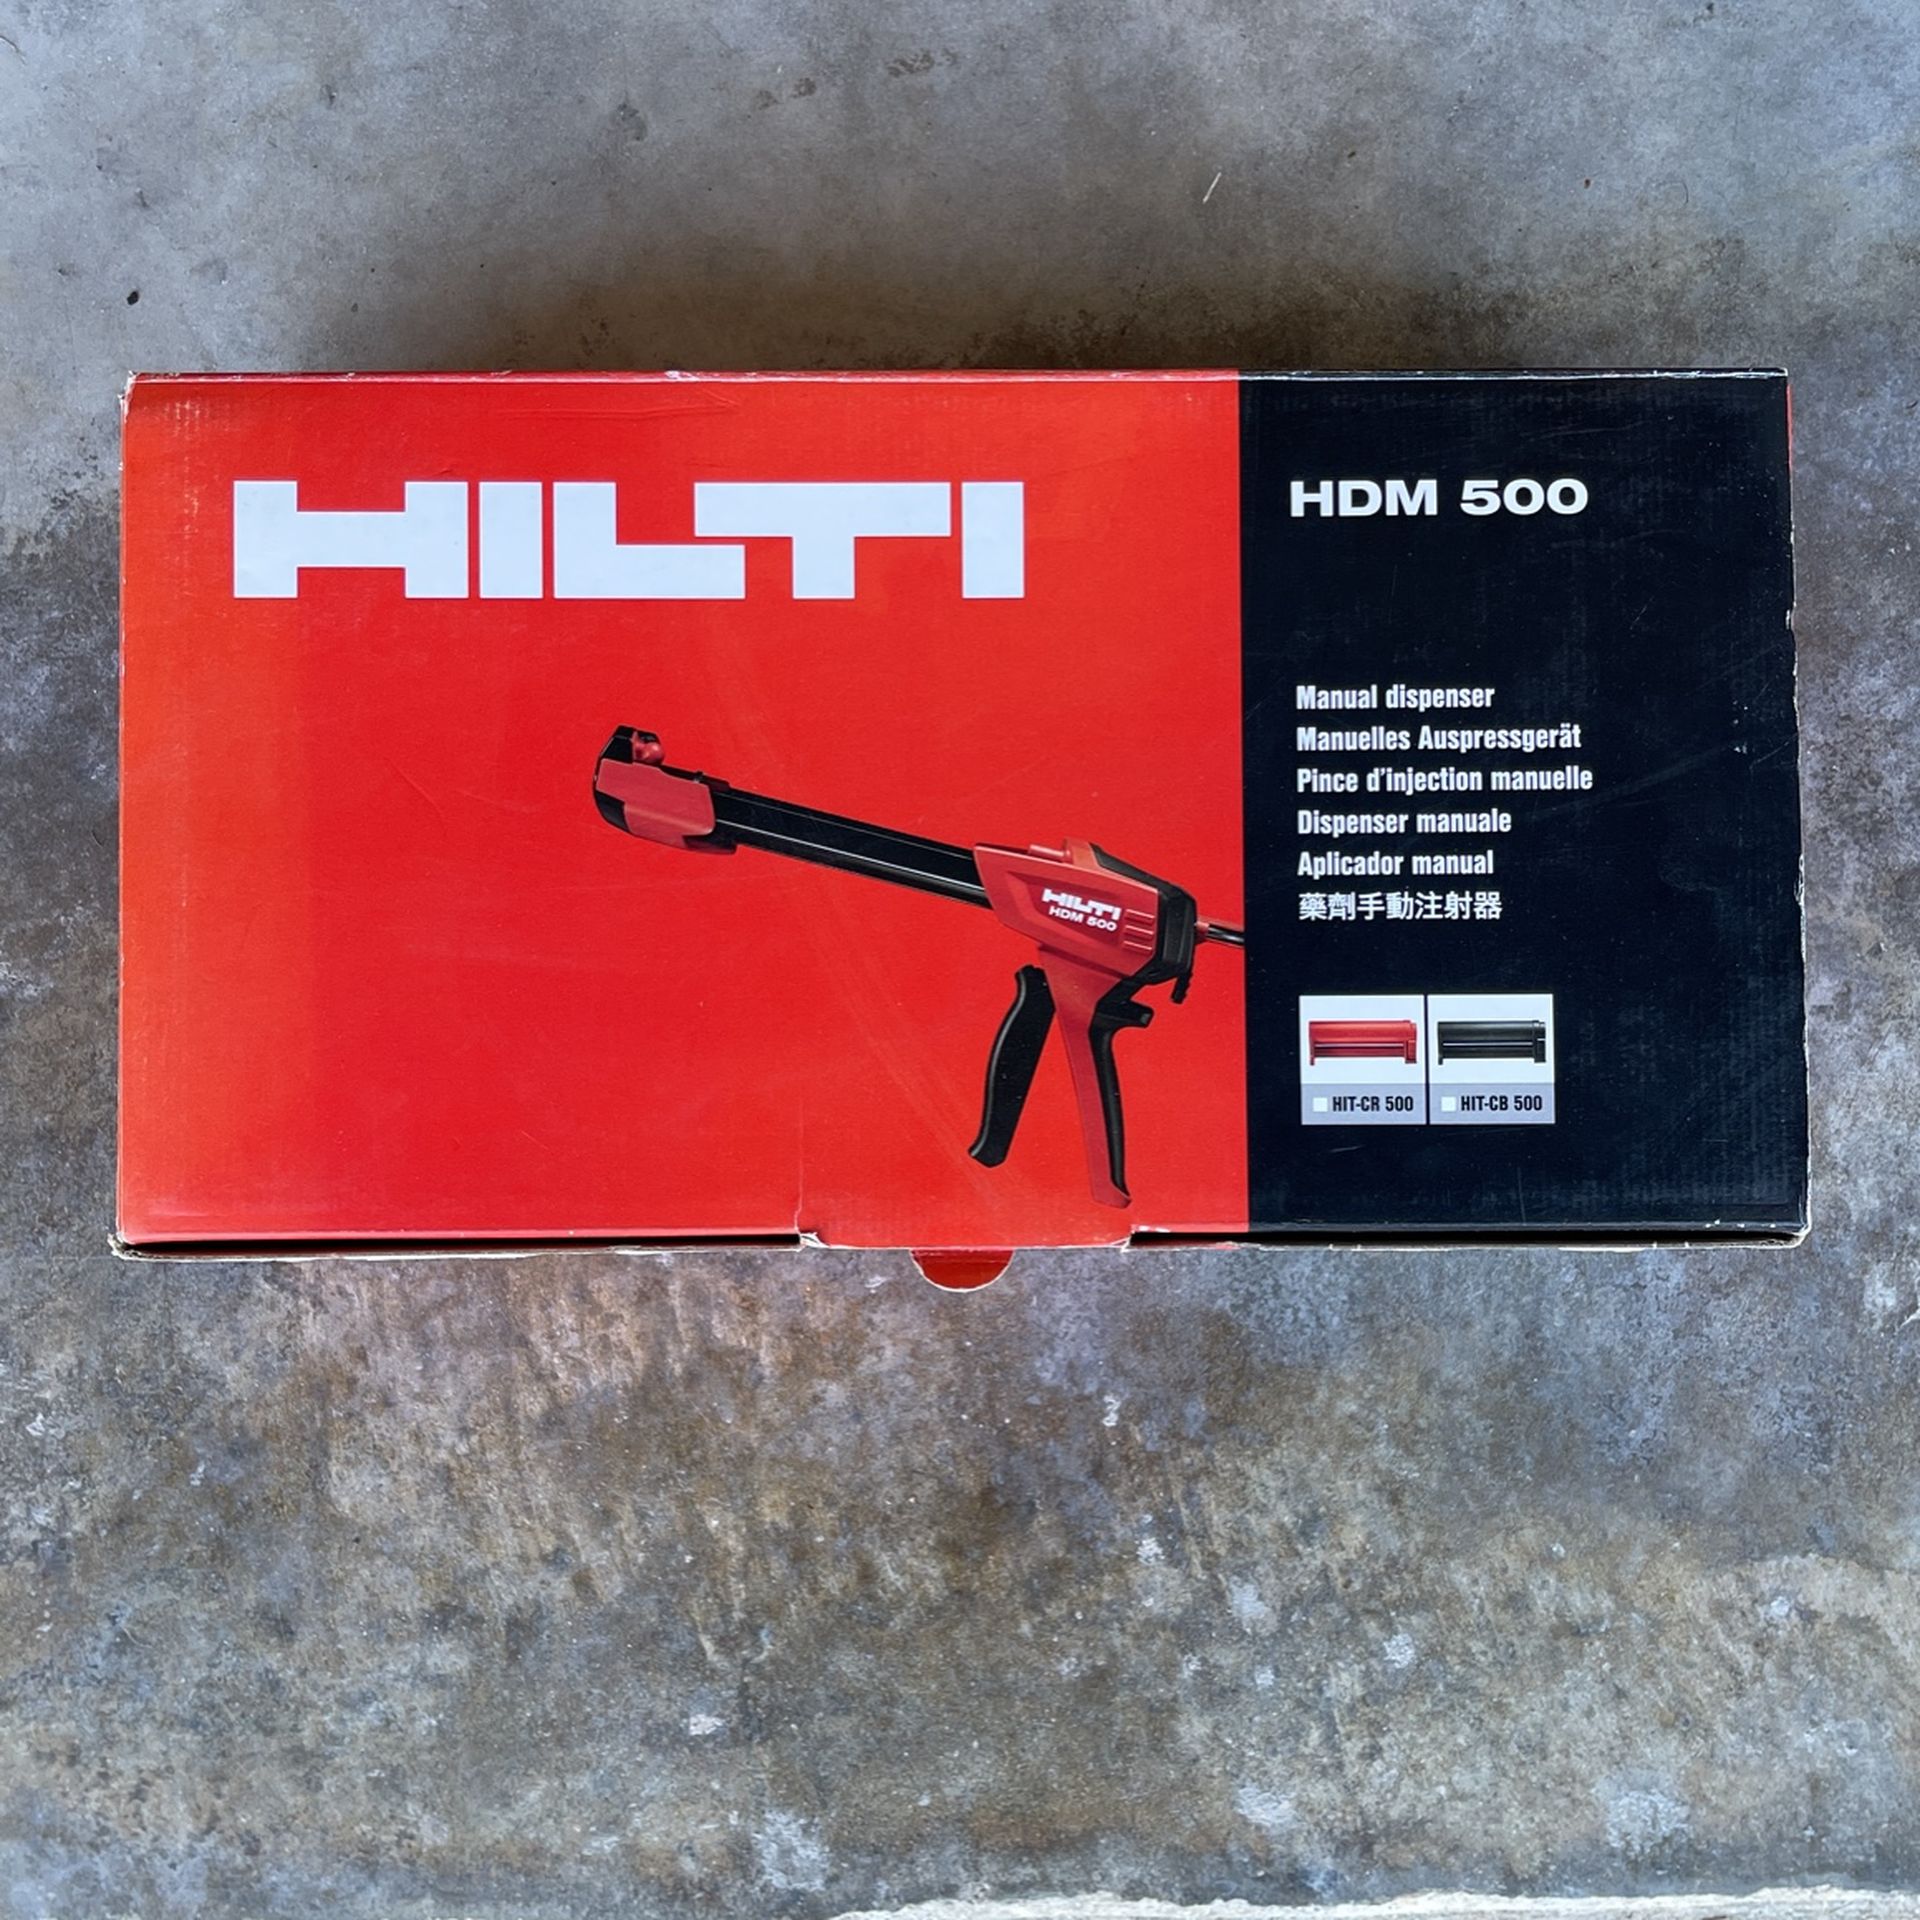 HILTI
HDM 500
Manual dispenser
Manuelles Auspressgerät
Pince d'injection manuelle
Dispenser manuale
Aplicador manual
藥劑手動注射器
HILTI
HDM 500
HIT-CR 500
HIT-CB 500